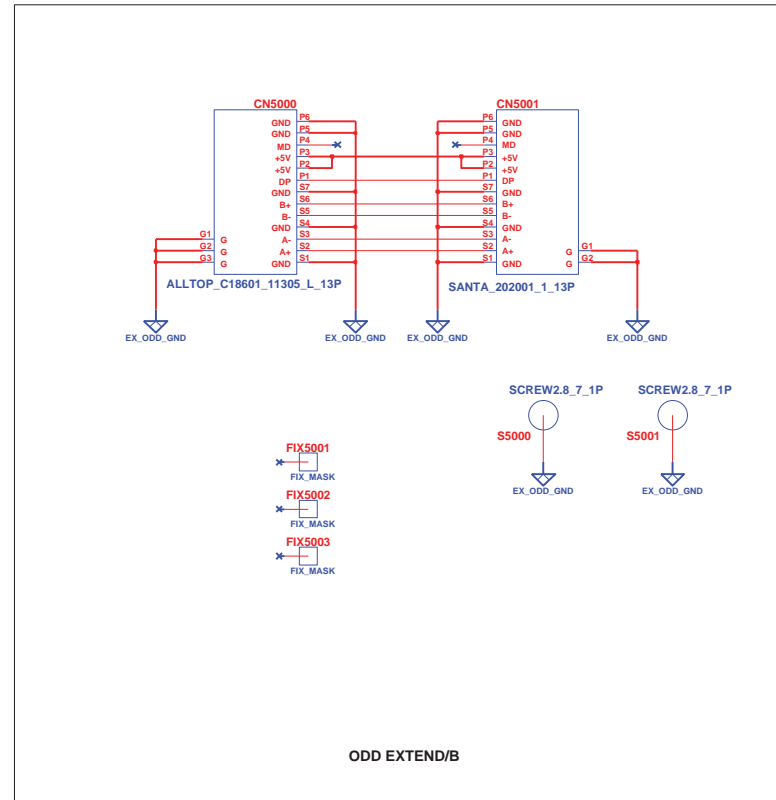 CN5000
CN5001
P6 P6
GND GND
P5 P5
GND GND
P4 P4
MD MD
P3 P3
+5V +5V
P2 P2
+5V +5V
P1 P1
DP DP
S7 S7
GND GND
S6 S6
B+ B+
S5 S5
B- B-
S4 S4
GND GND
S3 S3
A- A-
S2 S2
A+ A+
S1 S1
GND GND
G1 G
G2 G
G3 G
G G1
G G2
ALLTOP_C18601_11305_L_13P
SANTA_202001_1_13P
EX_ODD_GND
EX_ODD_GND
EX_ODD_GND
EX_ODD_GND
SCREW2.8_7_1P
SCREW2.8_7_1P
S5000
S5001
EX_ODD_GND
EX_ODD_GND
FIX5001
FIX_MASK
FIX5002
FIX_MASK
FIX5003
FIX_MASK
ODD EXTEND/B